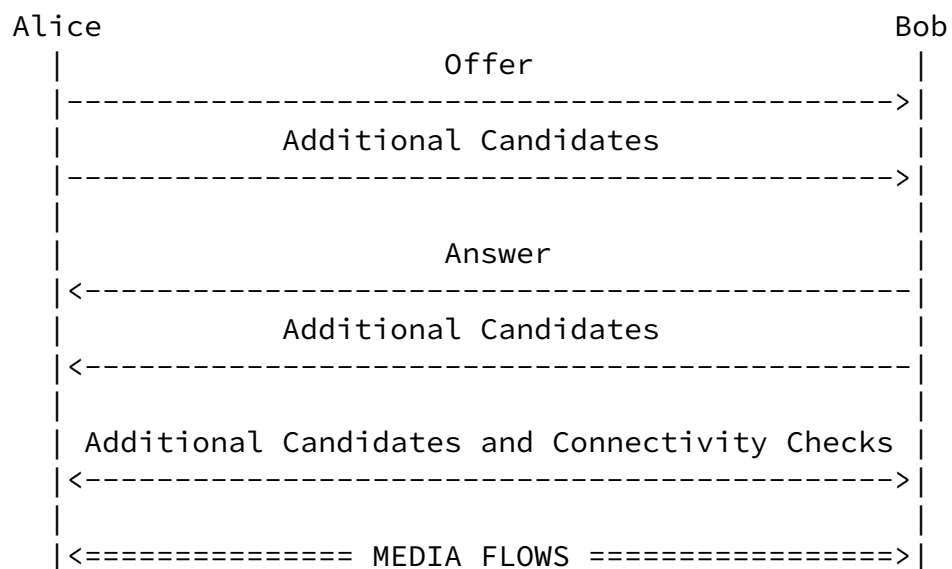 Alice Bob
Offer
Additional Candidates
Answer
Additional Candidates
Additional Candidates and Connectivity Checks
MEDIA FLOWS